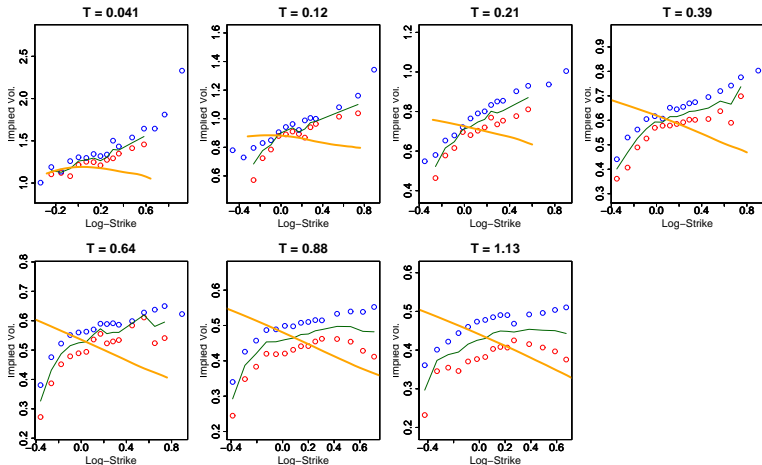 T = 0.041
T = 0.12
T = 0.21
T = 0.39
Implied Vol.
1.0 1.5 2.0 2.5
−0.2 0.2 0.6
Log−Strike
Implied Vol.
0.6 0.8 1.0 1.2 1.4 1.6
−0.4 0.0 0.4 0.8
Log−Strike
Implied Vol.
0.4 0.6 0.8 1.0 1.2
−0.4 0.0 0.4 0.8
Log−Strike
Implied Vol.
0.3 0.4 0.5 0.6 0.7 0.9
−0.4 0.0 0.4 0.8
Log−Strike
T = 0.64
T = 0.88
T = 1.13
Implied Vol.
0.2 0.3 0.4 0.5 0.6 0.7 0.8
0.0 0.4 0.8
Log−Strike
Implied Vol.
0.2 0.3 0.4 0.5 0.6 0.7
−0.4 −0.2 0.0 0.2 0.4 0.6
Log−Strike
Implied Vol.
0.2 0.3 0.4 0.5 0.6
−0.4 0.0 0.2 0.4 0.6
Log−Strike